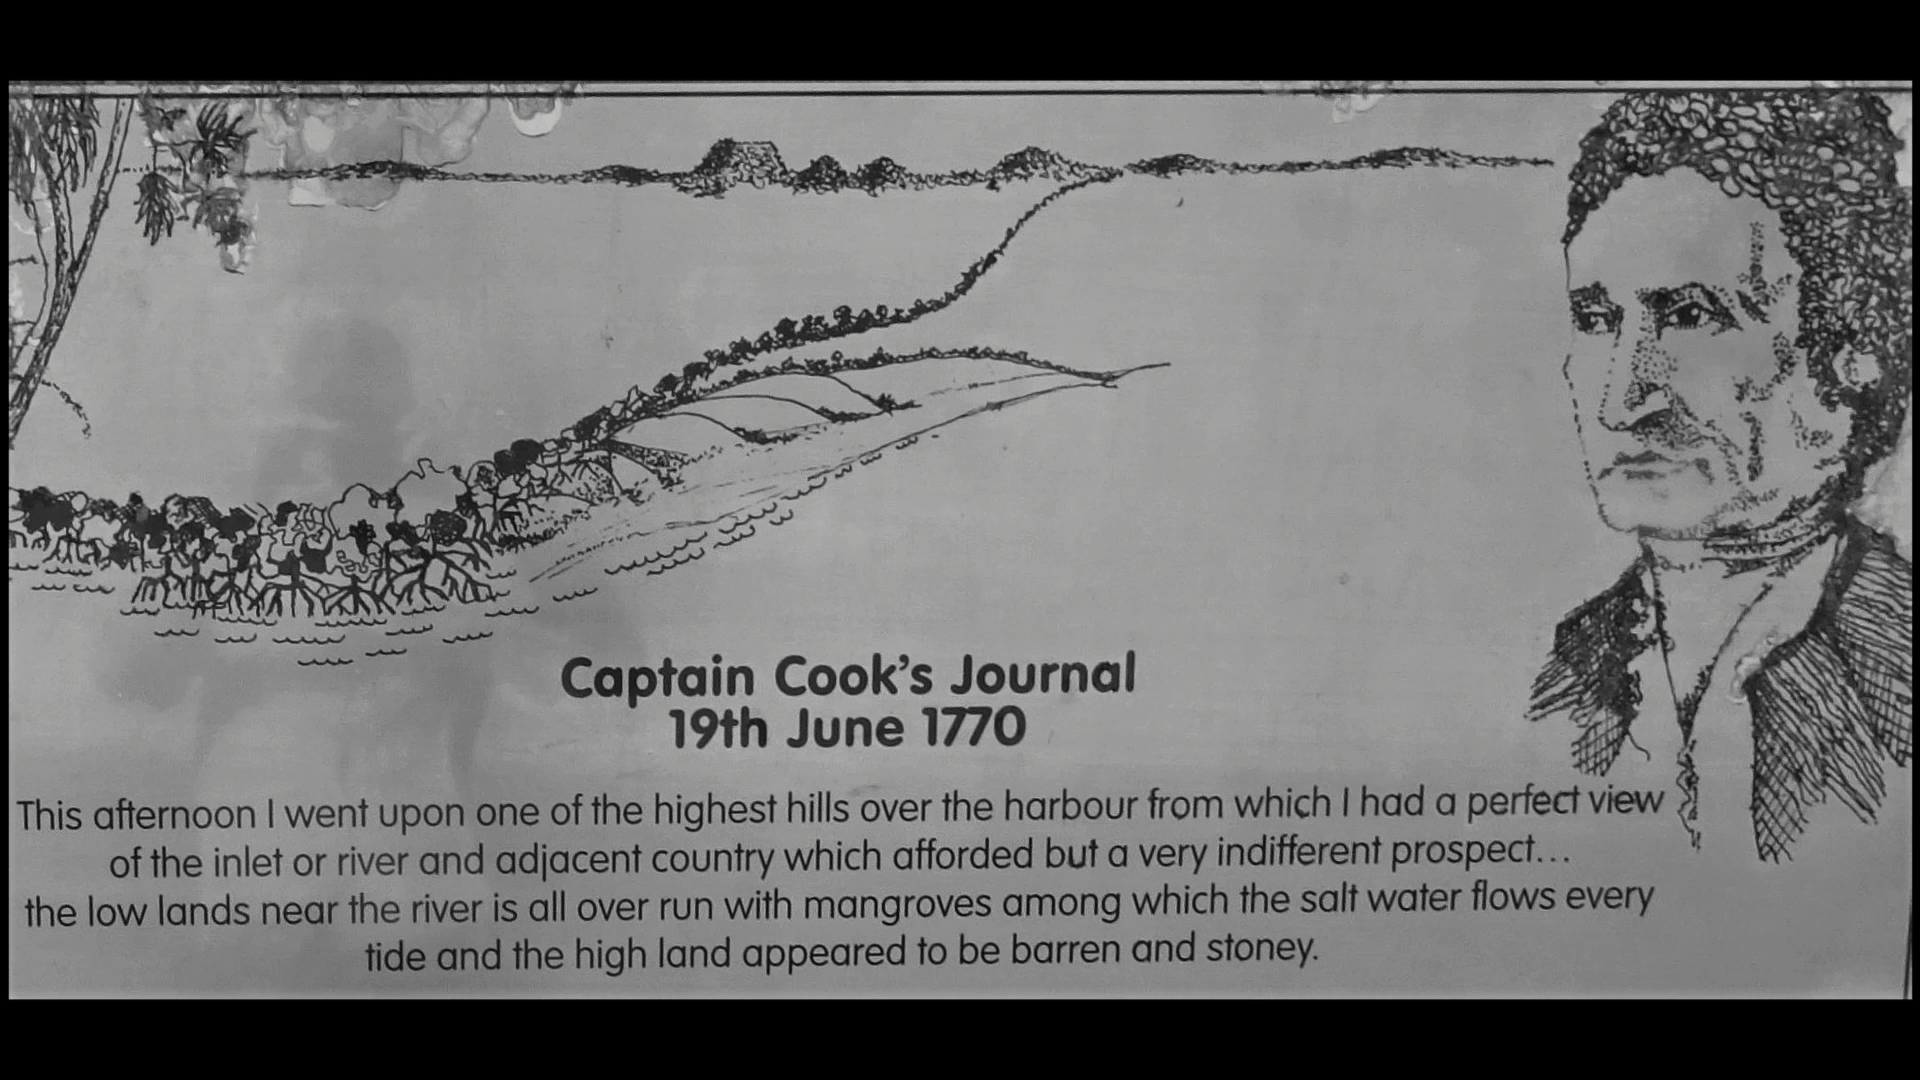 Captain Cook's Journal
19th June 1770
This afternoon I went upon one of the highest hills over the harbour from which I had a perfect view
of the inlet or river and adjacent country which afforded but a very indifferent prospect...
the low lands near the river is all over run with mangroves among which the salt water flows every
tide and the high land appeared to be barren and stoney.